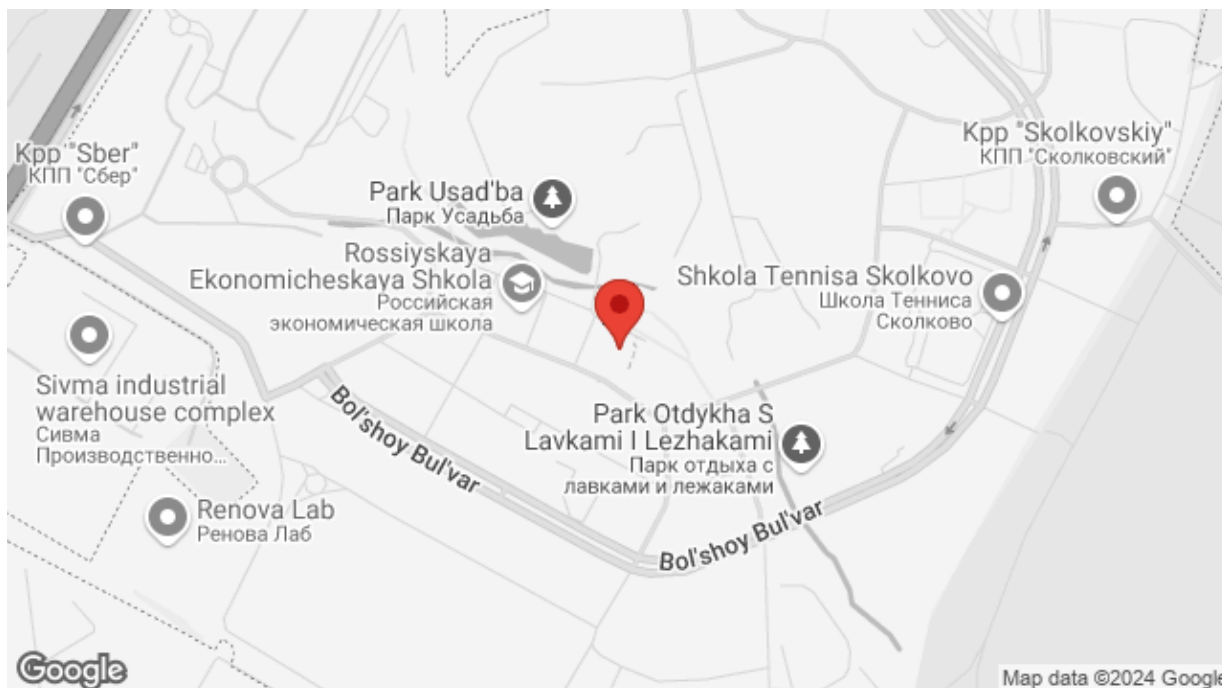 Kpp "Sber"
КПП "Сбер"
Kpp "Skolkovskiy"
КПП "Сколковский"
Park Usad'ba
Парк Усадьба
Rossiyskaya
Ekonomicheskaya Shkola
Российская
экономическая школа
Shkola Tennisa Skolkovo
Школа Тенниса
Сколково
Sivma industrial
warehouse complex
Сивма
Производственно...
Bol'shoy Bul'var
Park Otdykha S
Lavkami I Lezhakami
Парк отдыха с
лавками и лежаками
Renova Lab
Ренова Лаб
Bol'shoy Bul'var
Google
Map data ©2024 Google